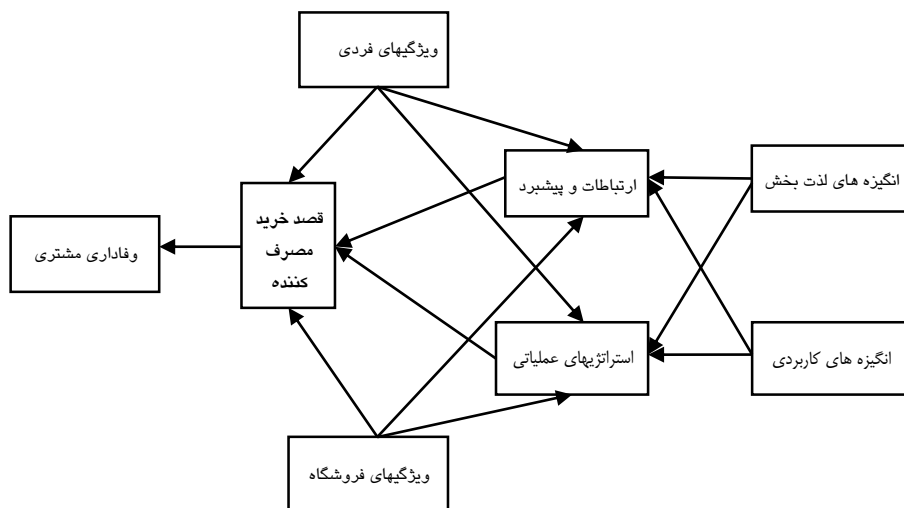 ویژگیهای فردی
ارتباطات و پیشبرد
انگیزه های لذت بخش
قصد خرید
مصرف
کننده
وفاداری مشتری
استراتژیهای عملیاتی
انگیزه های کاربردی
ویژگیهای فروشگاه